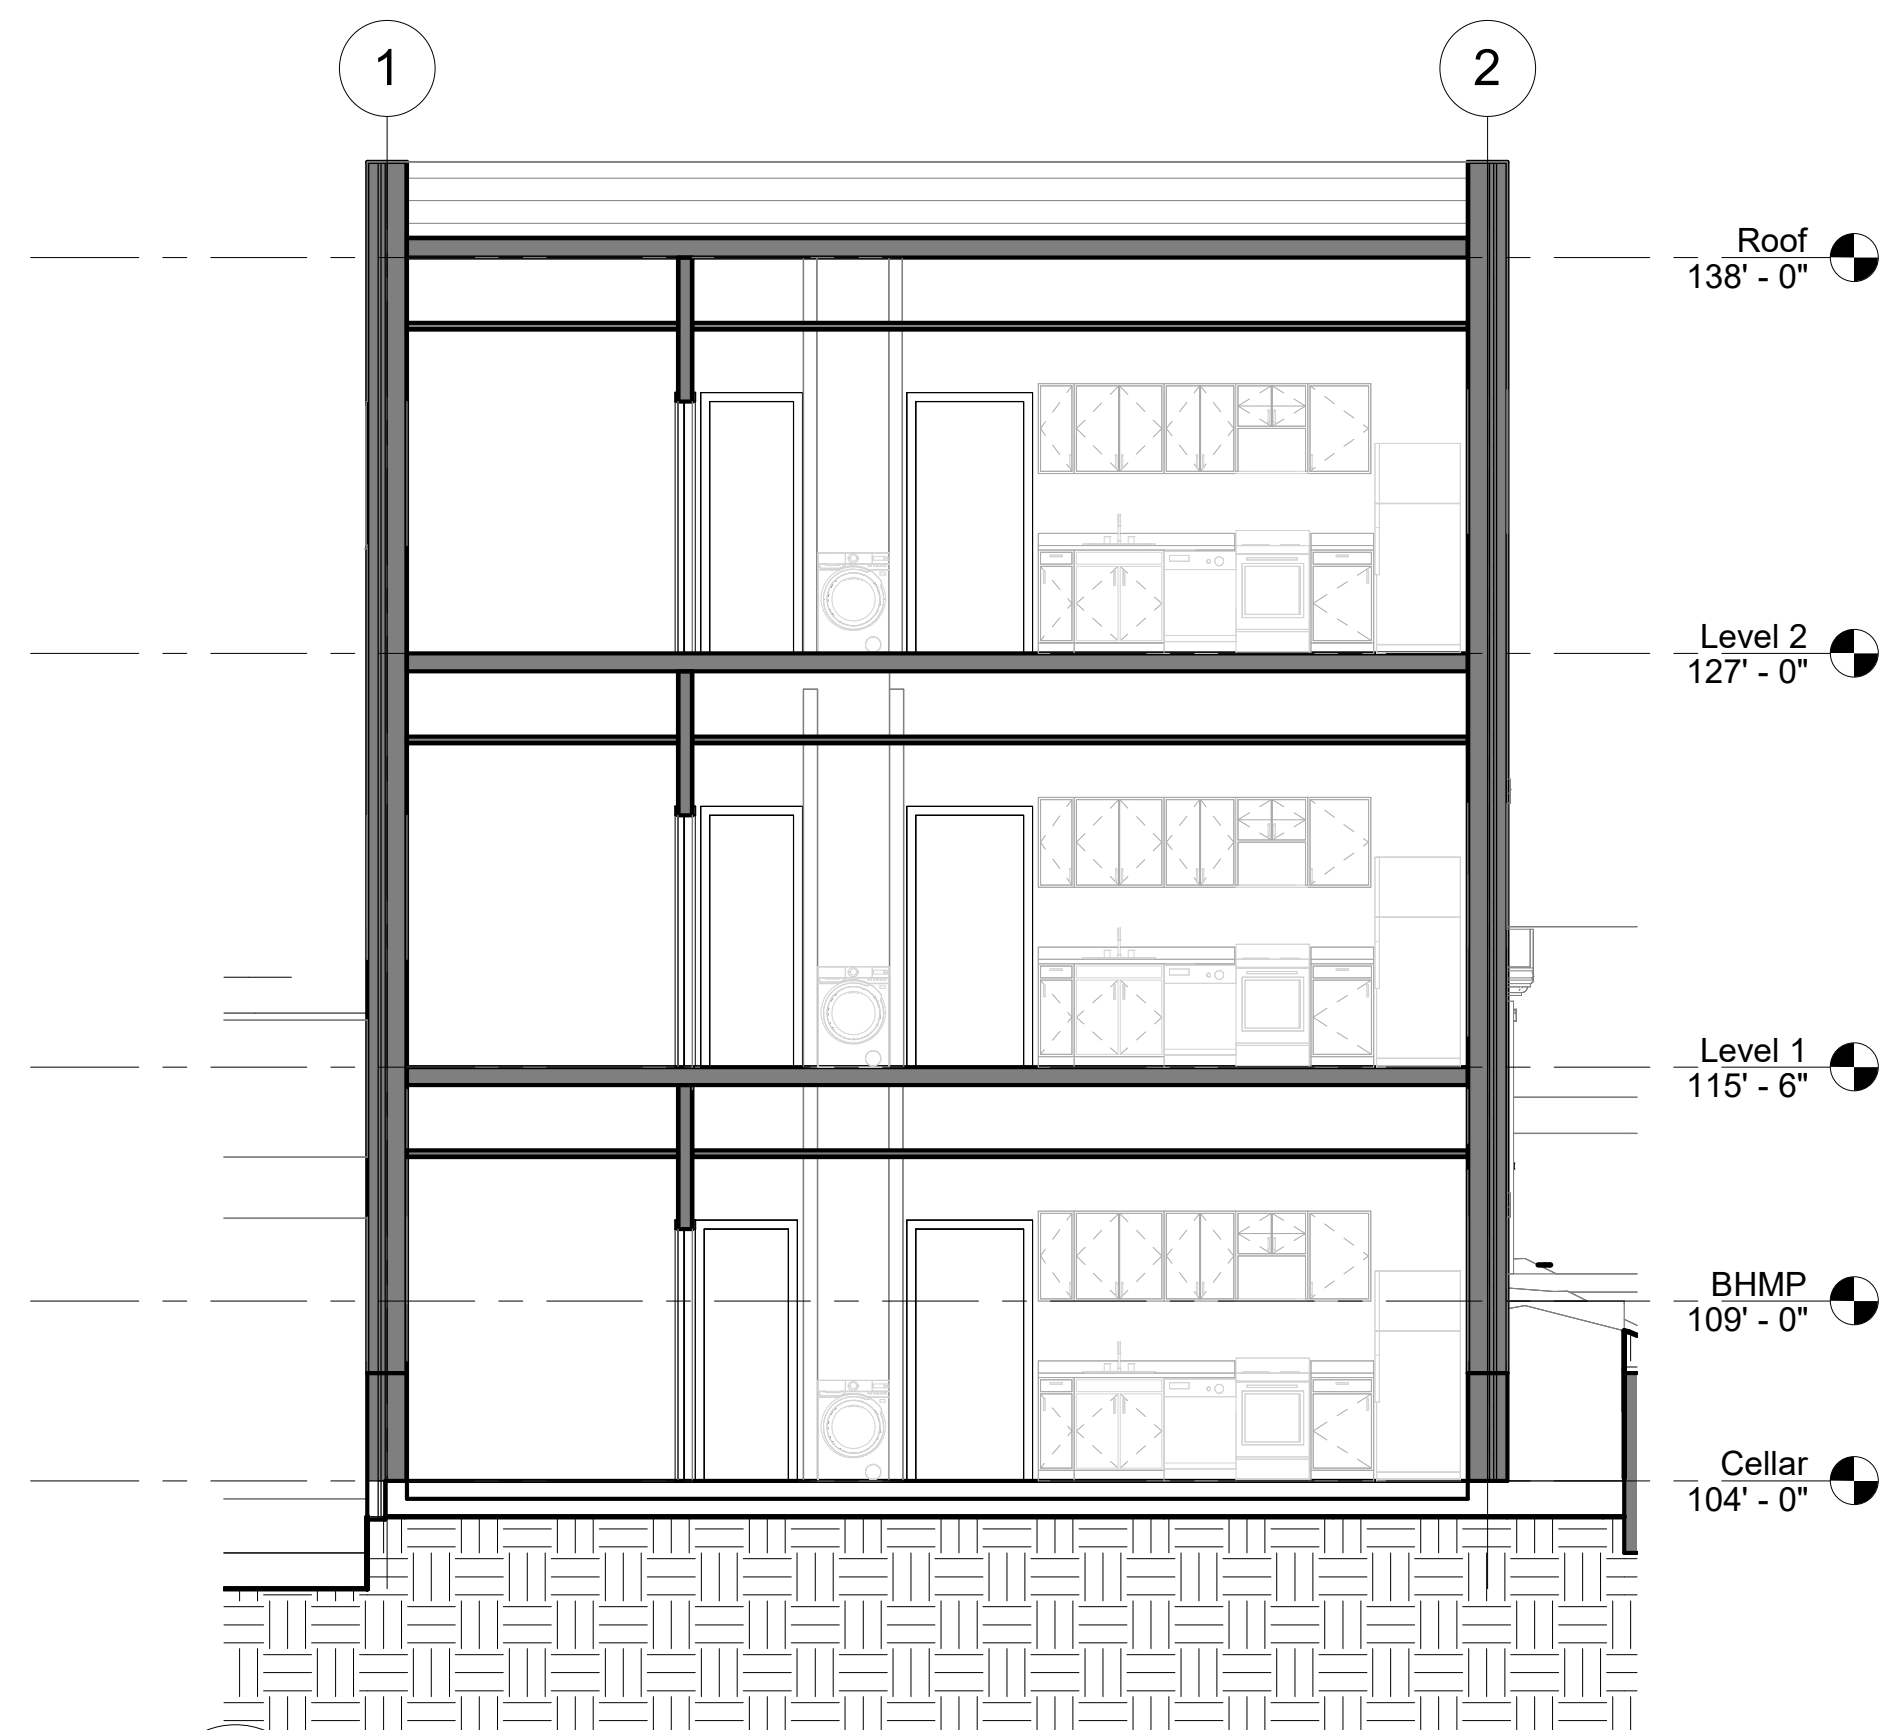 1
2
Roof
138' - 0"
Level 2
127' - 0"
Level 1
115' - 6"
BHMP
109' - 0"
Cellar
104' - 0"